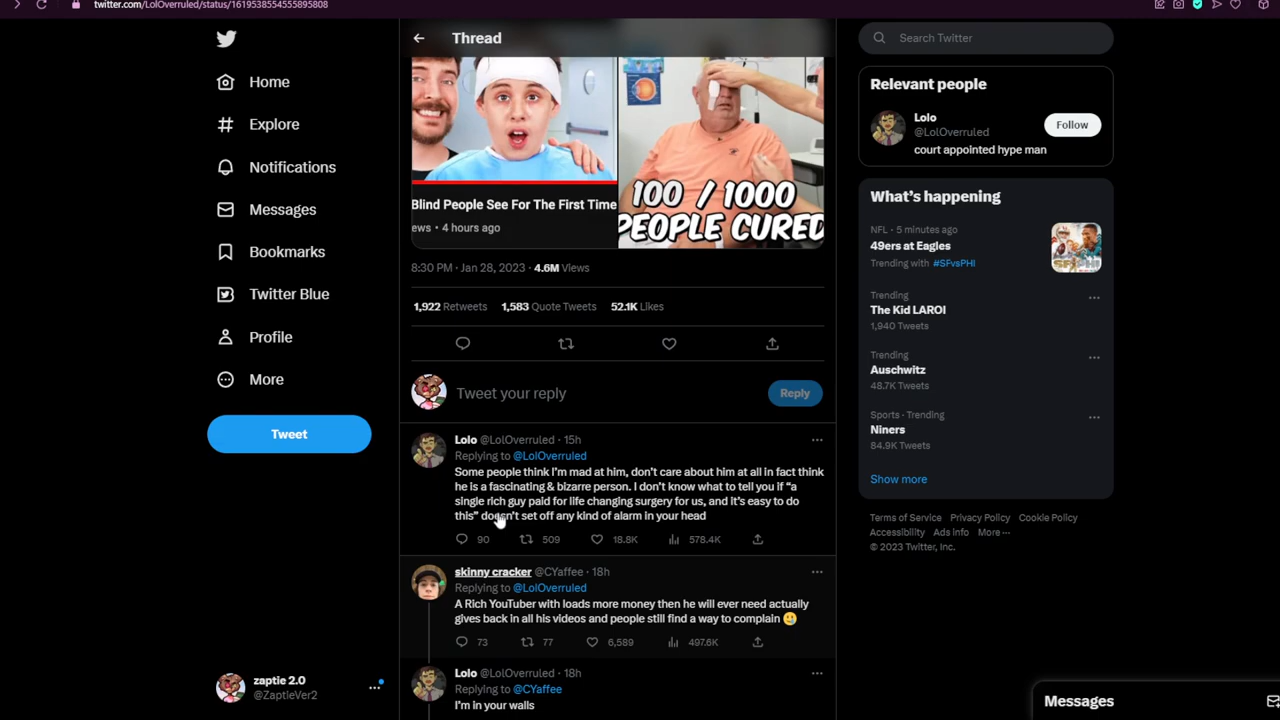 twitter.com/LolOverruled/status/1619538554555895808
Home
Explore
Notifications
Messages
Bookmarks
Twitter Blue
Profile
More
Tweet
zaptie 2.0
@ZaptieVer2
Thread
Blind People See For The First Time
ews • 4 hours ago
100 / 1000
PEOPLE CURED
8:30 PM · Jan 28, 2023 · 4.6M Views
1,922 Retweets 1,583 Quote Tweets 52.1K Likes
Tweet your reply
Reply
Lolo @LolOverruled · 15h
Replying to @LolOverruled
Some people think I'm mad at him, don't care about him at all in fact think
he is a fascinating & bizarre person. I don't know what to tell you if “a
single rich guy paid for life changing surgery for us, and it's easy to do
this” doesn't set off any kind of alarm in your head
90 509 18.8K 578.4K
skinny cracker @CYaffee · 18h
Replying to @LolOverruled
A Rich YouTuber with loads more money then he will ever need actually
gives back in all his videos and people still find a way to complain 🥲
73 77 6,589 497.6K
Lolo @LolOverruled · 18h
Replying to @CYaffee
I'm in your walls
Search Twitter
Relevant people
Lolo
@LolOverruled
Follow
court appointed hype man
What's happening
NFL · 5 minutes ago
49ers at Eagles
Trending with #SFvsPHI
Trending
The Kid LAROI
1,940 Tweets
Trending
Auschwitz
48.7K Tweets
Sports · Trending
Niners
84.9K Tweets
Show more
Terms of Service Privacy Policy Cookie Policy
Accessibility Ads info More ···
© 2023 Twitter, Inc.
Messages